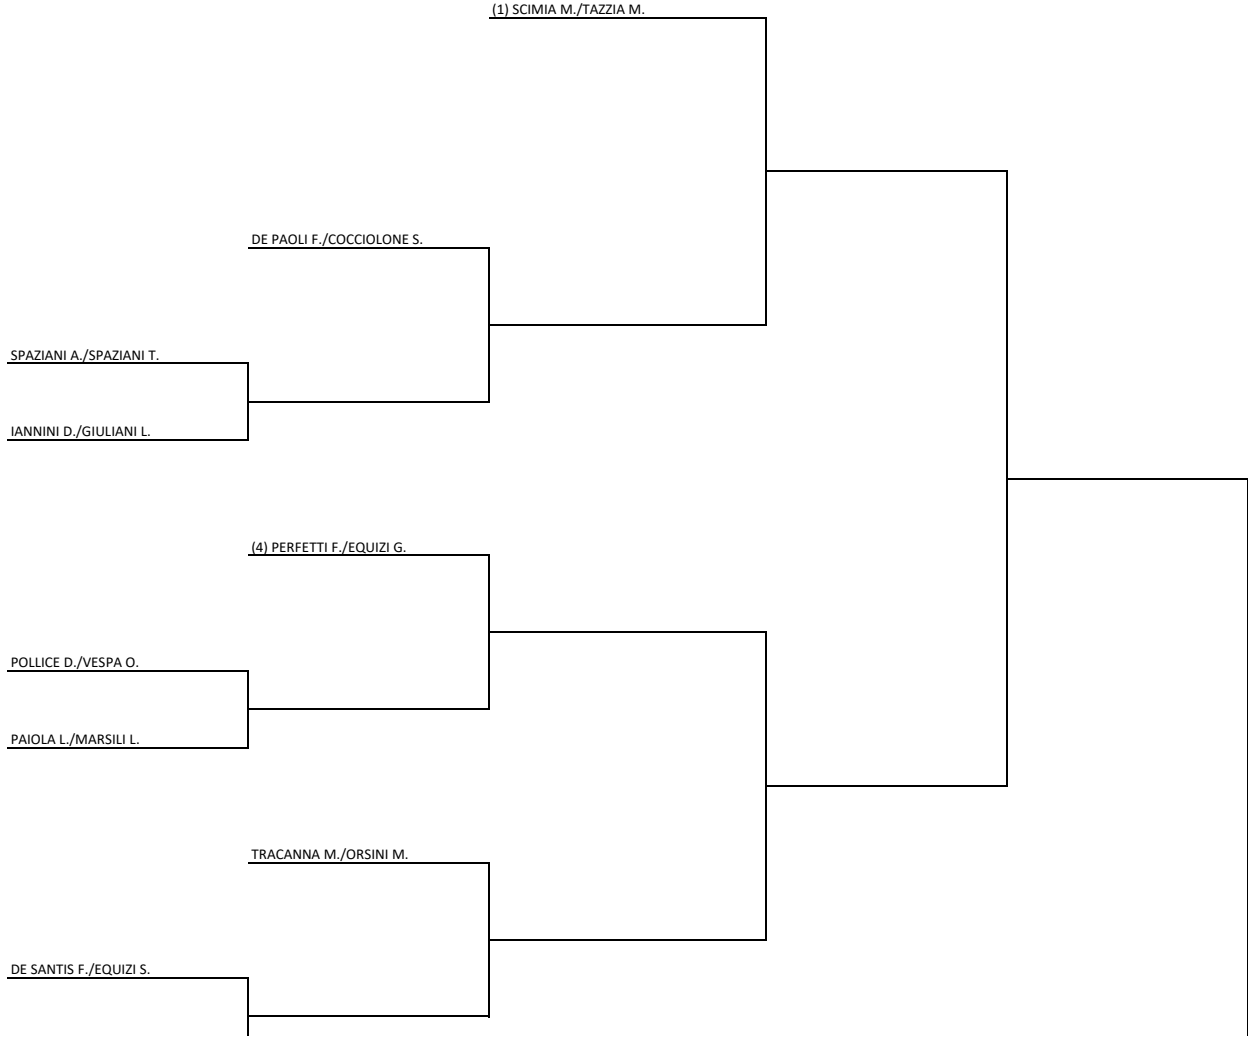 (1) SCIMIA M./TAZZIA M.
DE PAOLI F./COCCIOLONE S.
SPAZIANI A./SPAZIANI T.
IANNINI D./GIULIANI L.
(4) PERFETTI F./EQUIZI G.
POLLICE D./VESPA O.
PAIOLA L./MARSILI L.
TRACANNA M./ORSINI M.
DE SANTIS F./EQUIZI S.